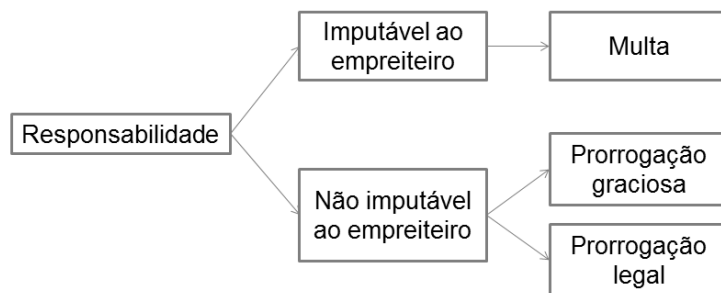 Responsabilidade
Imputável ao
empreiteiro
Multa
Não imputável
ao empreiteiro
Prorrogação
graciosa
Prorrogação
legal